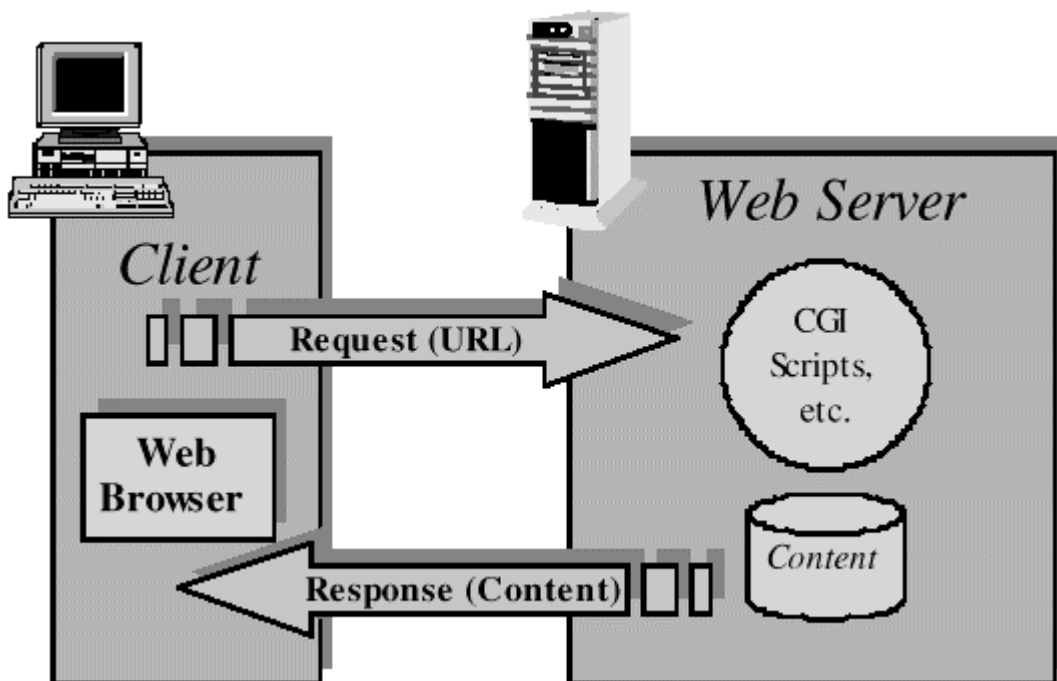 Client
Web Server
Request (URL)
CGI
Scripts,
etc.
Web
Browser
Content
Response (Content)